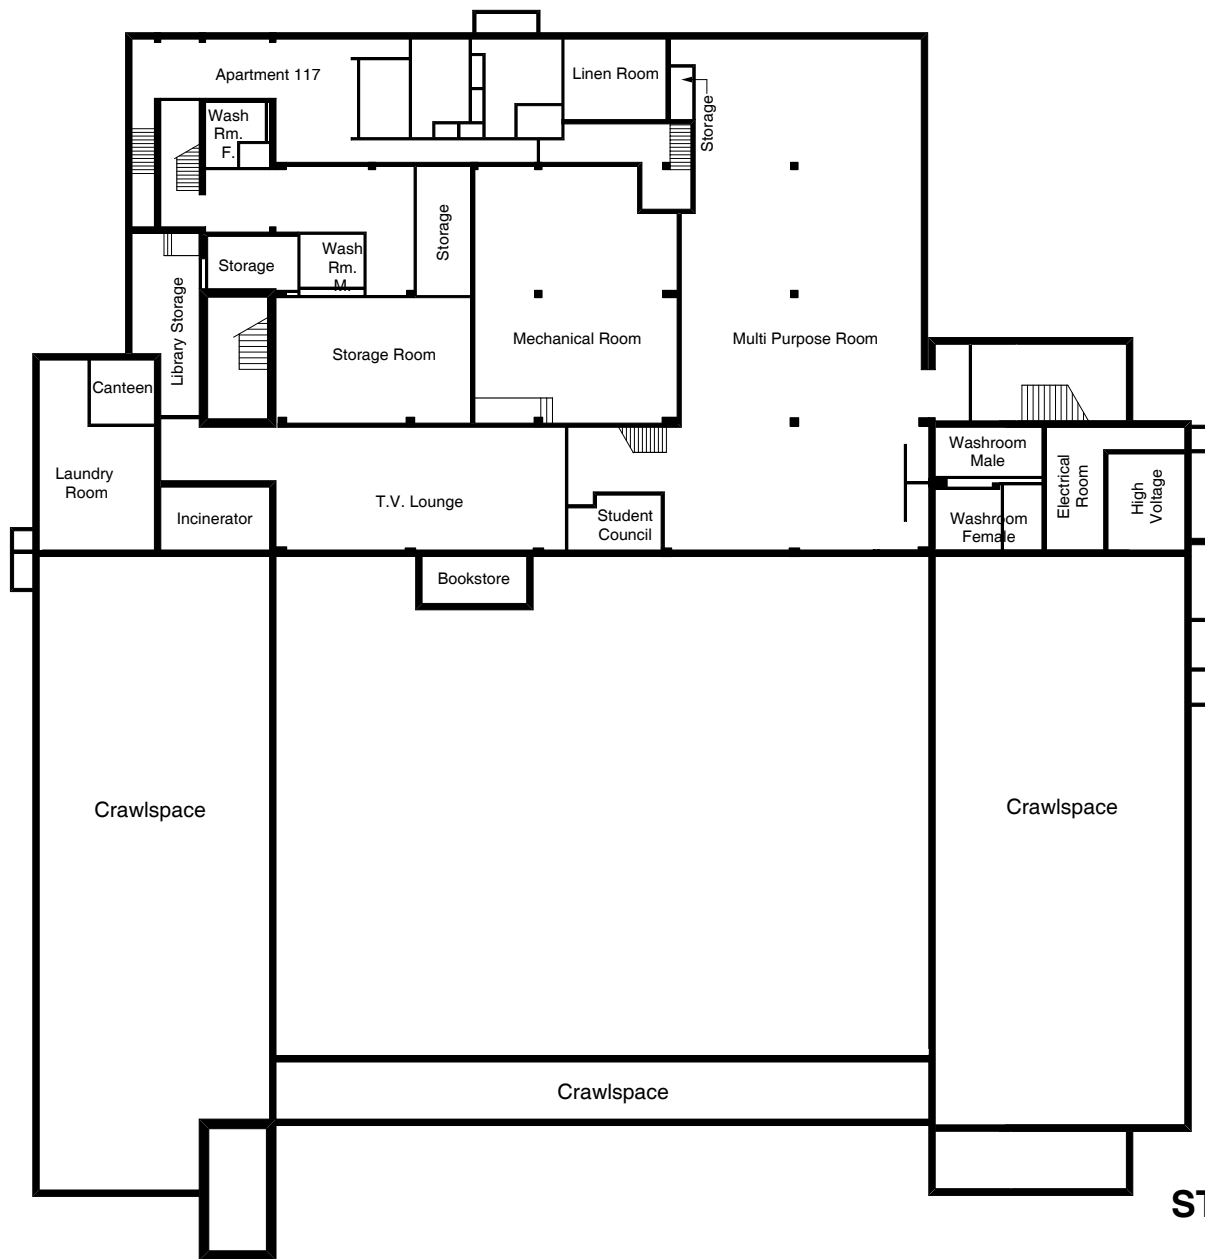 Apartment 117
Linen Room
Storage
Wash
Rm.
F.
Storage
Storage
Wash
Rm.
M.
Library Storage
Storage Room
Mechanical Room
Multi Purpose Room
Canteen
Laundry
Room
Incinerator
T.V. Lounge
Student
Council
Washroom
Male
Washroom
Female
Electrical
Room
High
Voltage
Bookstore
Crawlspace
Crawlspace
Crawlspace
ST